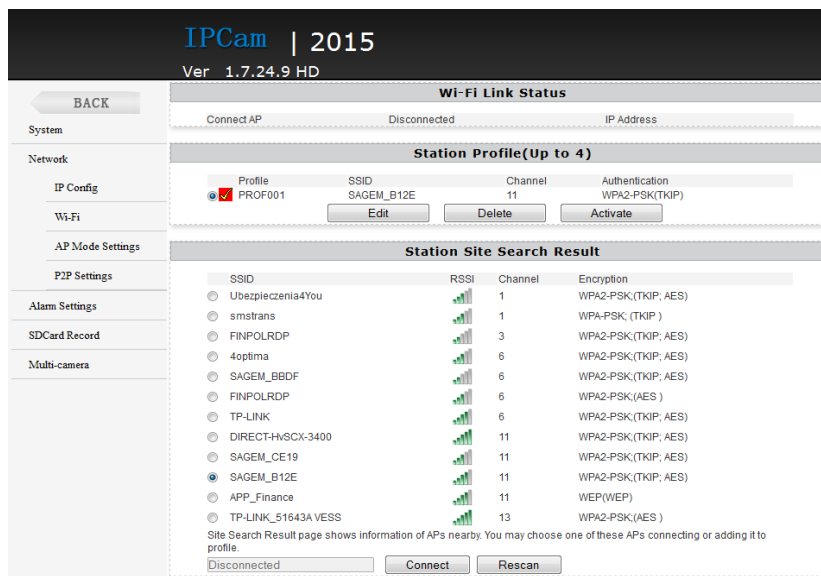 IPCam | 2015
Ver 1.7.24.9 HD
BACK
System
Network
IP Config
Wi-Fi
AP Mode Settings
P2P Settings
Alarm Settings
SDCard Record
Multi-camera
Wi-Fi Link Status
Connect AP Disconnected IP Address
Station Profile(Up to 4)
Profile SSID Channel Authentication
PROF001 SAGEM_B12E 11 WPA2-PSK(TKIP)
Edit Delete Activate
Station Site Search Result
SSID RSSI Channel Encryption
Ubezpieczenia4You 1 WPA2-PSK;(TKIP; AES)
smstrans 1 WPA-PSK; (TKIP )
FINPOLRDP 3 WPA2-PSK;(TKIP; AES)
4optima 6 WPA2-PSK;(TKIP; AES)
SAGEM_BBDF 6 WPA2-PSK;(TKIP; AES)
FINPOLRDP 6 WPA2-PSK;(AES )
TP-LINK 6 WPA2-PSK;(TKIP; AES)
DIRECT-HvSCX-3400 11 WPA2-PSK;(TKIP; AES)
SAGEM_CE19 11 WPA2-PSK;(TKIP; AES)
SAGEM_B12E 11 WPA2-PSK;(TKIP; AES)
APP_Finance 11 WEP(WEP)
TP-LINK_51643A VESS 13 WPA2-PSK;(AES )
Site Search Result page shows information of APs nearby. You may choose one of these APs connecting or adding it to
profile.
Disconnected Connect Rescan